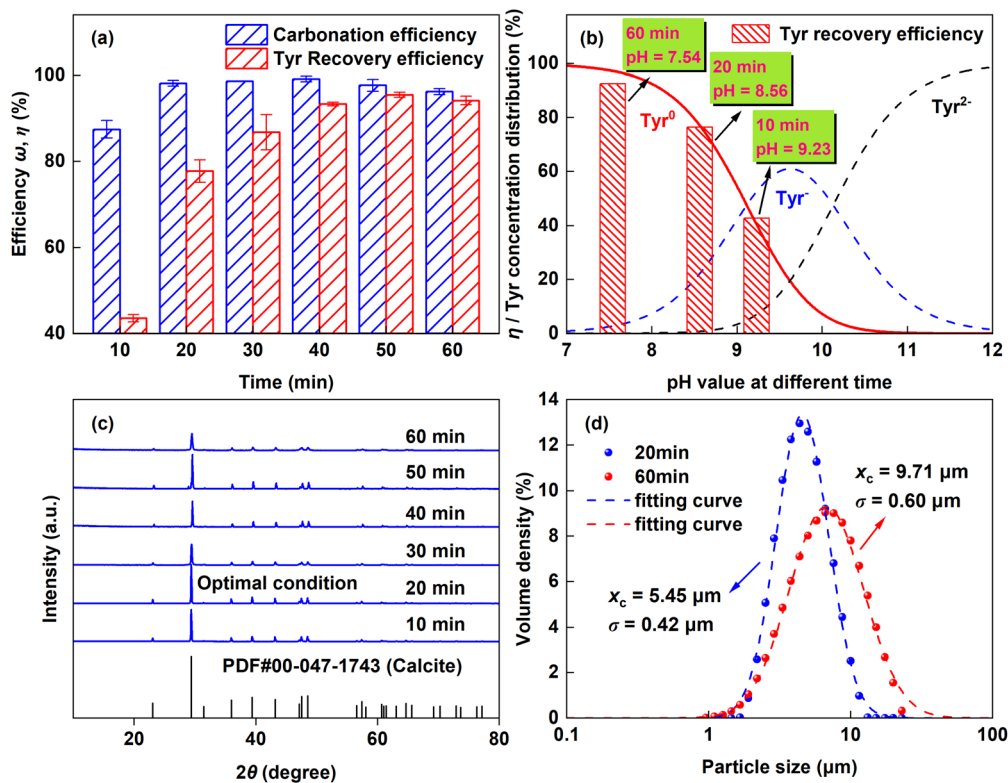 (a)
Carbonation efficiency
Tyr Recovery efficiency
Efficiency ω, η (%)
100
80
60
40
10 20 30 40 50 60
Time (min)
(b)
Tyr recovery efficiency
60 min
pH = 7.54
20 min
pH = 8.56
10 min
pH = 9.23
Tyr⁰
Tyr⁻
Tyr²⁻
η / Tyr concentration distribution (%)
120
100
80
60
40
20
0
7 8 9 10 11 12
pH value at different time
(c)
60 min
50 min
40 min
30 min
Optimal condition
20 min
10 min
PDF#00-047-1743 (Calcite)
Intensity (a.u.)
20 40 60 80
2θ (degree)
(d)
20min
60min
fitting curve
fitting curve
x_c = 9.71 μm
σ = 0.60 μm
x_c = 5.45 μm
σ = 0.42 μm
Volume density (%)
14
12
10
8
6
4
2
0
0.1 1 10 100
Particle size (μm)